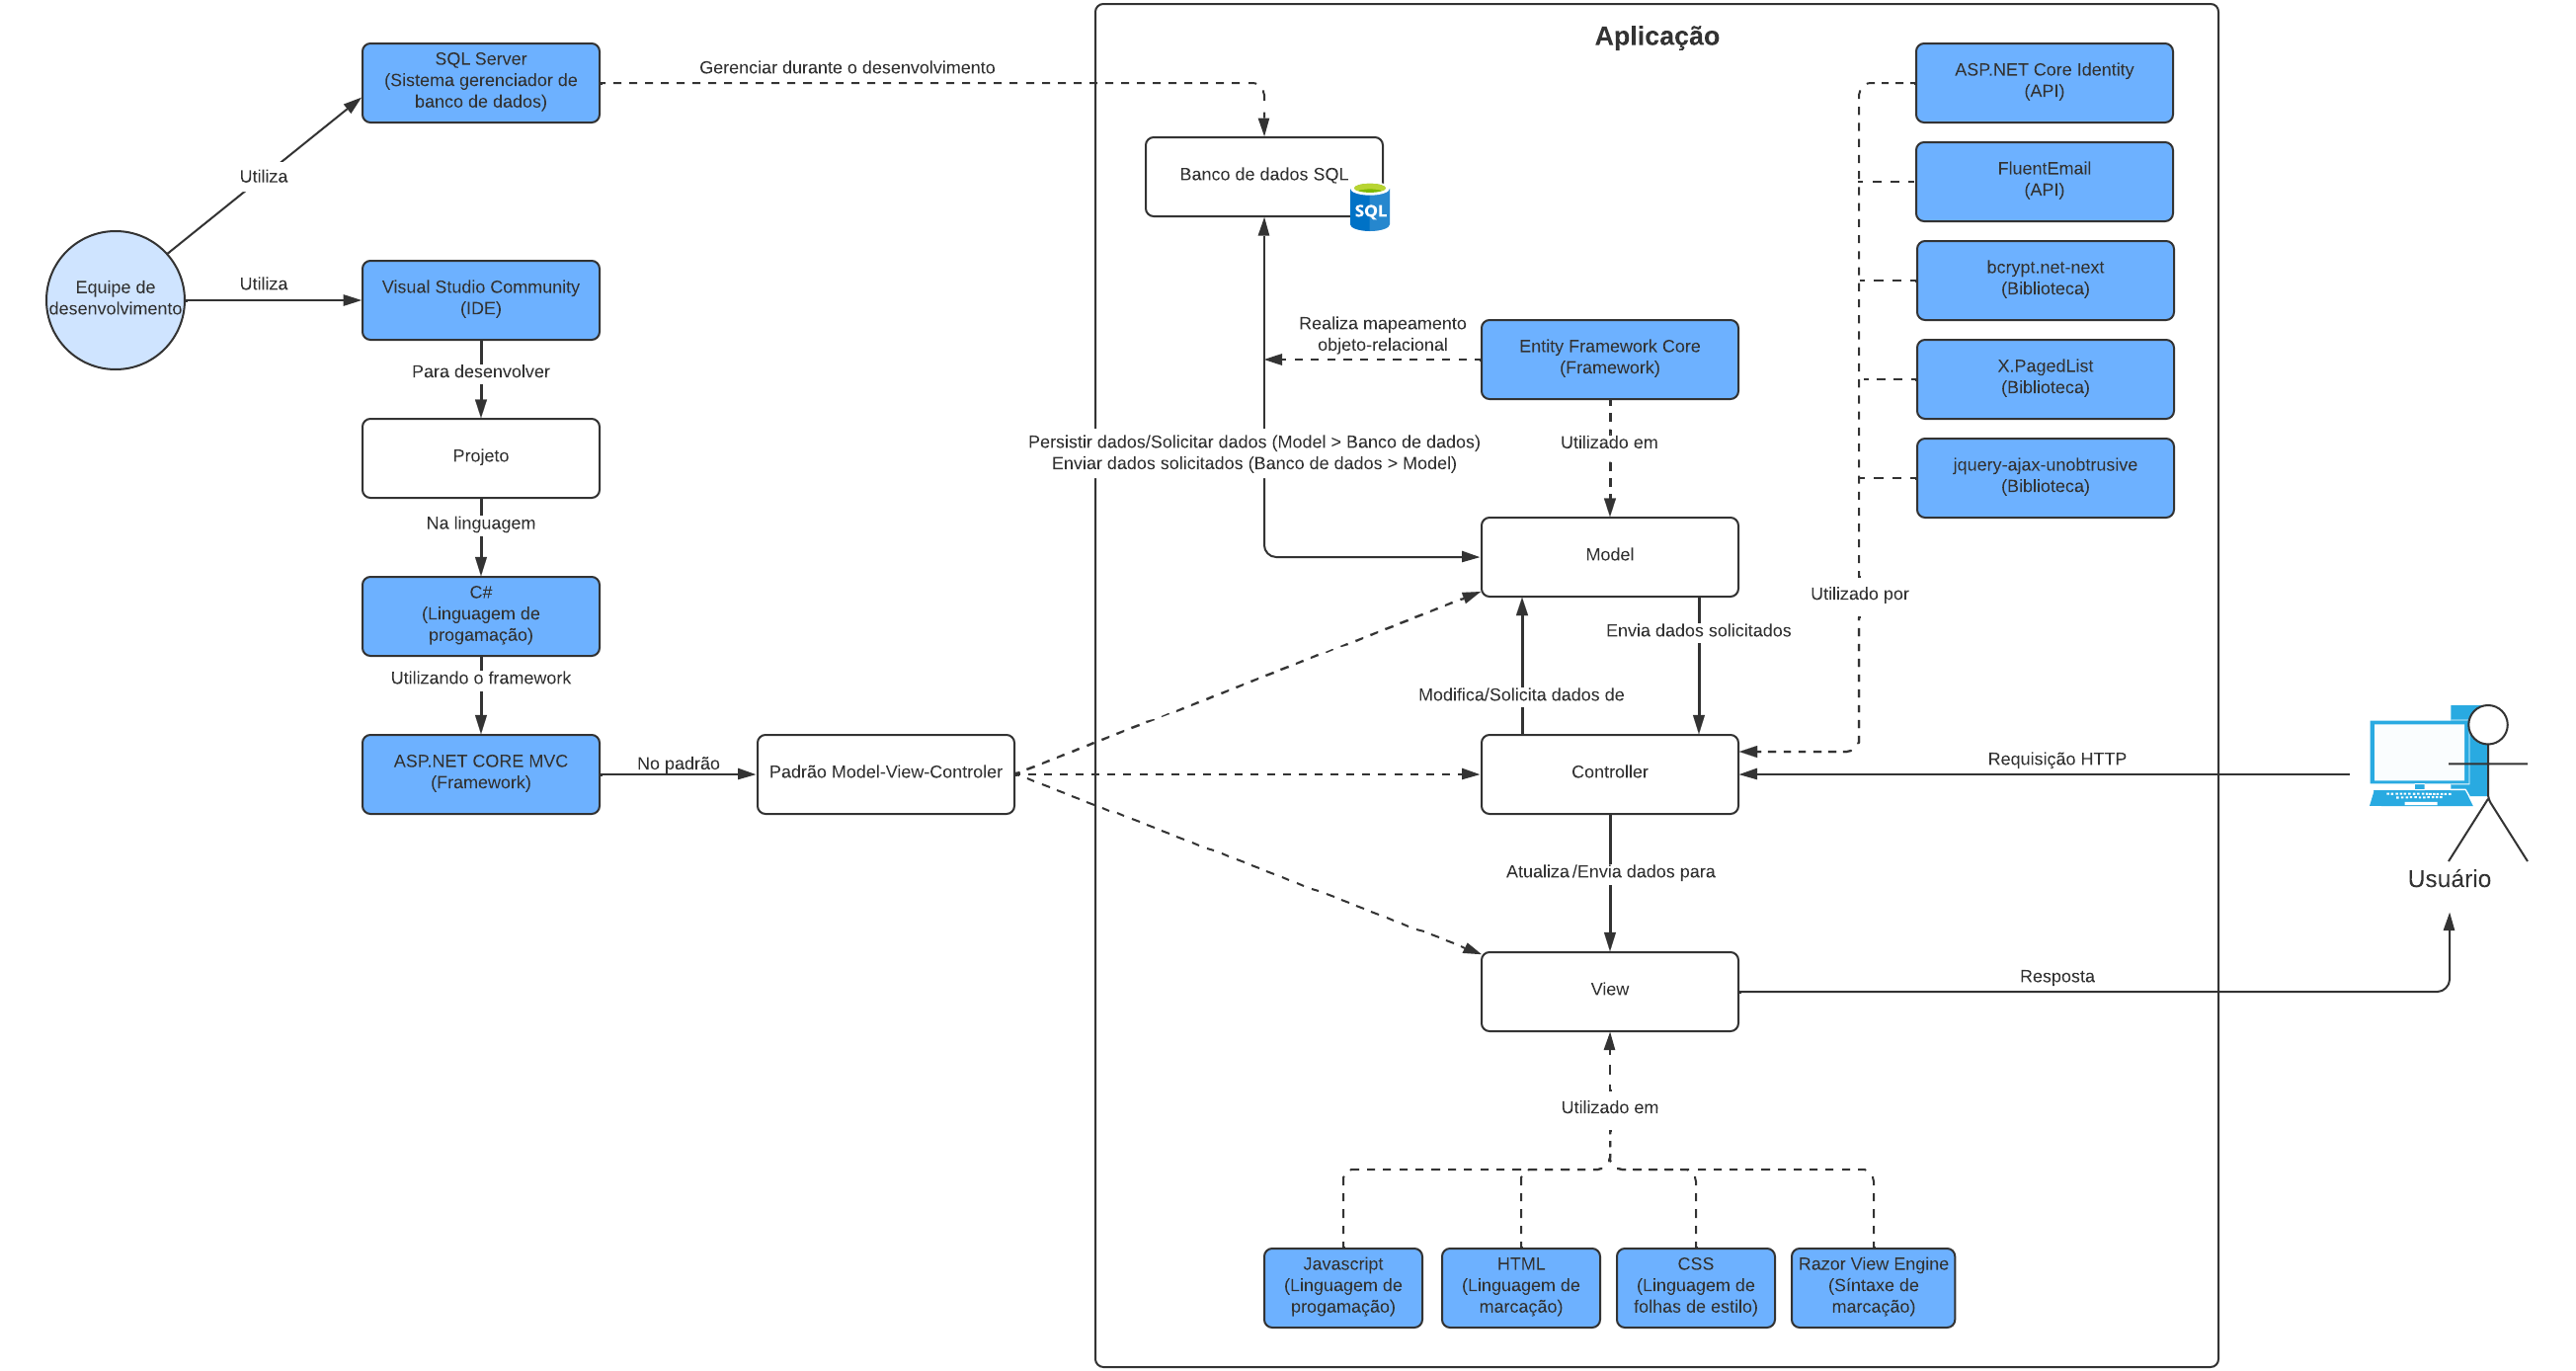 Aplicação
SQL Server
(Sistema gerenciador de
banco de dados)
Gerenciar durante o desenvolvimento
Utiliza
Equipe de
desenvolvimento
Utiliza
Visual Studio Community
(IDE)
Para desenvolver
Projeto
Na linguagem
C#
(Linguagem de
progamação)
Utilizando o framework
ASP.NET CORE MVC
(Framework)
No padrão
Padrão Model-View-Controler
Banco de dados SQL
SQL
Realiza mapeamento
objeto-relacional
Entity Framework Core
(Framework)
Persistir dados/Solicitar dados (Model > Banco de dados)
Enviar dados solicitados (Banco de dados > Model)
Utilizado em
Model
Envia dados solicitados
Modifica/Solicita dados de
Controller
Atualiza/Envia dados para
View
Utilizado em
Javascript
(Linguagem de
progamação)
HTML
(Linguagem de
marcação)
CSS
(Linguagem de
folhas de estilo)
Razor View Engine
(Síntaxe de
marcação)
ASP.NET Core Identity
(API)
FluentEmail
(API)
bcrypt.net-next
(Biblioteca)
X.PagedList
(Biblioteca)
jquery-ajax-unobtrusive
(Biblioteca)
Utilizado por
Requisição HTTP
Usuário
Resposta